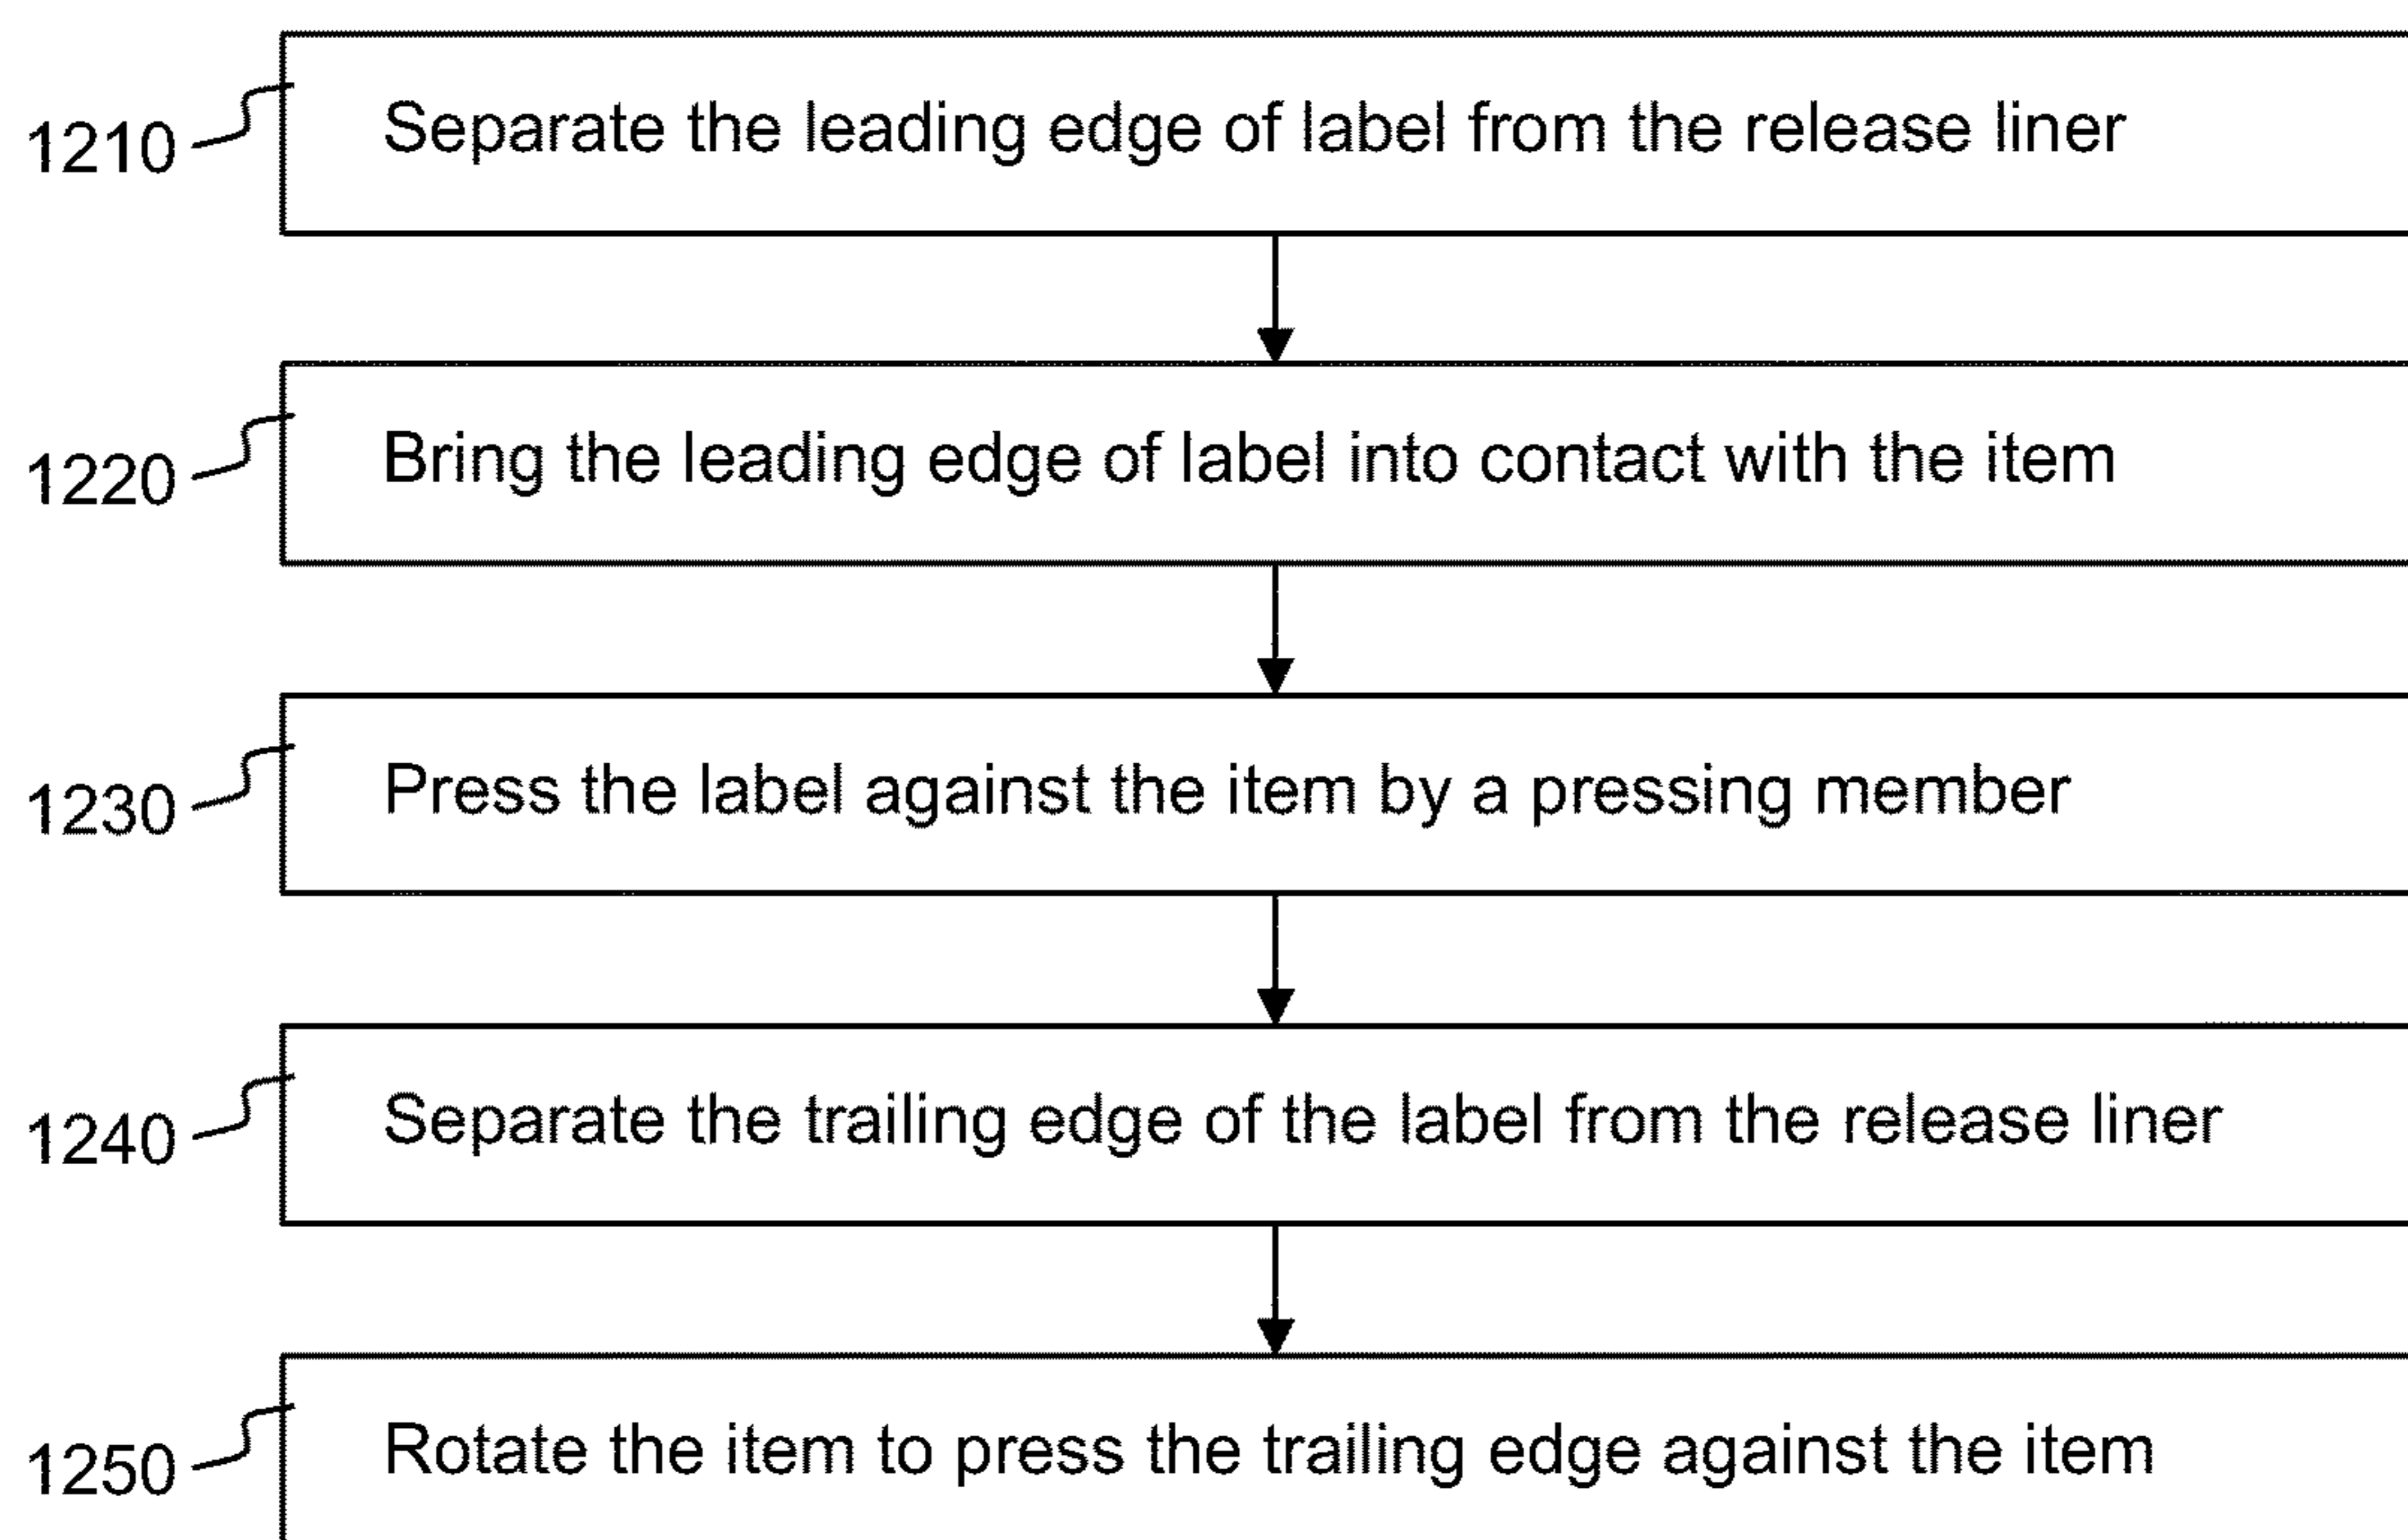 1210 Separate the leading edge of label from the release liner
1220 Bring the leading edge of label into contact with the item
1230 Press the label against the item by a pressing member
1240 Separate the trailing edge of the label from the release liner
1250 Rotate the item to press the trailing edge against the item